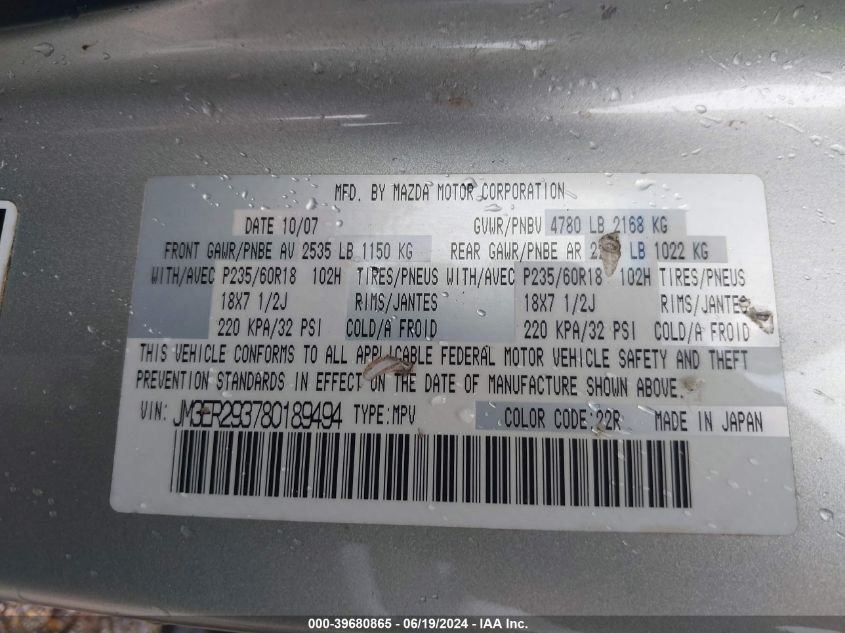 MFD. BY MAZDA MOTOR CORPORATION
DATE 10/07 GVWR/PNBV 4780 LB 2168 KG
FRONT GAWR/PNBE AV 2535 LB 1150 KG REAR GAWR/PNBE AR LB 1022 KG
WITH/AVEC P235/60R18 102H TIRES/PNEUS WITH/AVEC P235/60R18 102H TIRES/PNEUS
18X7 1/2J RIMS/JANTES 18X7 1/2J RIMS/JANTES
220 KPA/32 PSI COLD/A FROID 220 KPA/32 PSI COLD/A FROID
THIS VEHICLE CONFORMS TO ALL APPLICABLE FEDERAL MOTOR VEHICLE SAFETY AND THEFT
PREVENTION STANDARDS IN EFFECT ON THE DATE OF MANUFACTURE SHOWN ABOVE.
VIN: JM3ER293780189494 TYPE:MPV COLOR CODE:22R MADE IN JAPAN
000-39680865 - 06/19/2024 - IAA Inc.